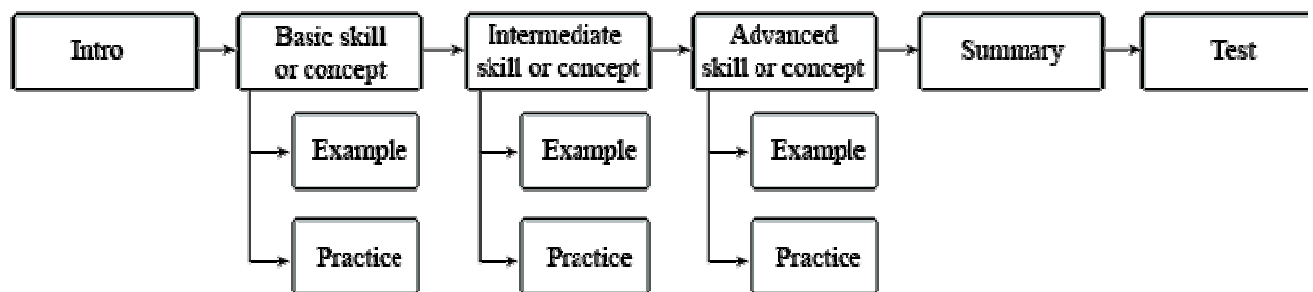 Intro
Basic skill
or concept
Intermediate
skill or concept
Advanced
skill or concept
Summary
Test
Example
Example
Example
Practice
Practice
Practice